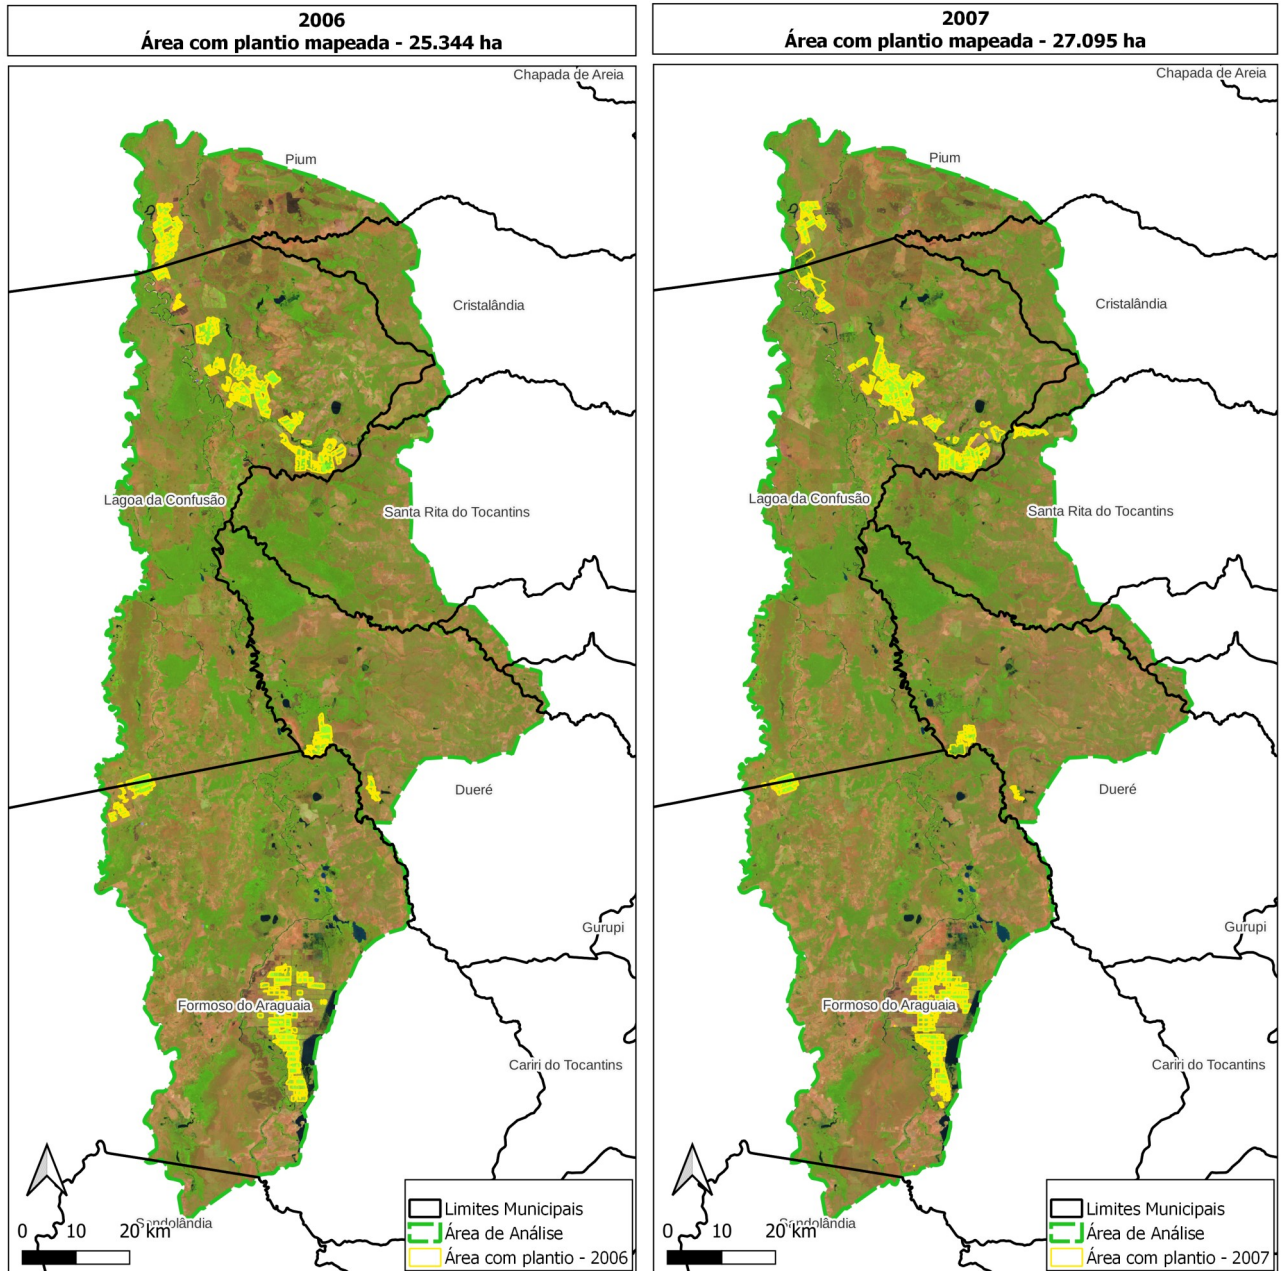 2006
Área com plantio mapeada - 25.344 ha
Chapada de Areia
Pium
Cristalândia
Lagoa da Confusão
Santa Rita do Tocantins
Dueré
Gurupi
Formoso do Araguaia
Cariri do Tocantins
Sandolândia
0 10 20 km
Limites Municipais
Área de Análise
Área com plantio - 2006
2007
Área com plantio mapeada - 27.095 ha
Chapada de Areia
Pium
Cristalândia
Lagoa da Confusão
Santa Rita do Tocantins
Dueré
Gurupi
Formoso do Araguaia
Cariri do Tocantins
Sandolândia
0 10 20 km
Limites Municipais
Área de Análise
Área com plantio - 2007